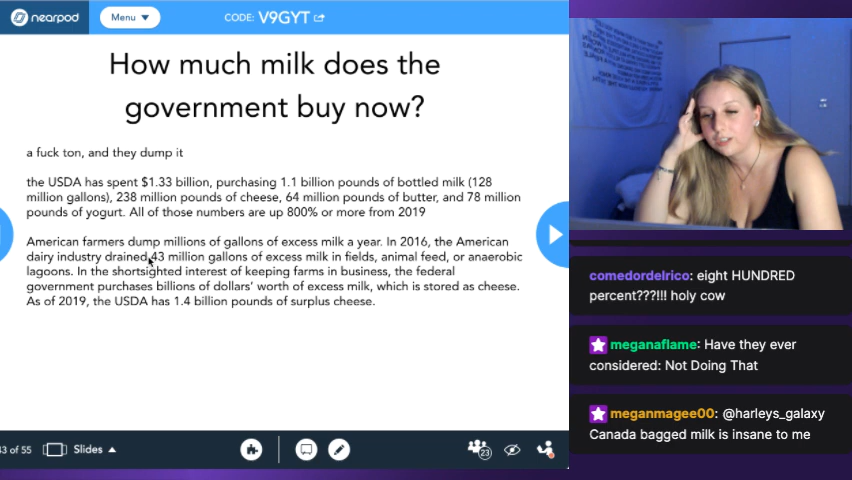 nearpod
Menu
CODE: V9GYT
How much milk does the
government buy now?
a fuck ton, and they dump it
the USDA has spent $1.33 billion, purchasing 1.1 billion pounds of bottled milk (128
million gallons), 238 million pounds of cheese, 64 million pounds of butter, and 78 million
pounds of yogurt. All of those numbers are up 800% or more from 2019
American farmers dump millions of gallons of excess milk a year. In 2016, the American
dairy industry drained 43 million gallons of excess milk in fields, animal feed, or anaerobic
lagoons. In the shortsighted interest of keeping farms in business, the federal
government purchases billions of dollars' worth of excess milk, which is stored as cheese.
As of 2019, the USDA has 1.4 billion pounds of surplus cheese.
comedordelrico: eight HUNDRED
percent???!!! holy cow
meganaflame: Have they ever
considered: Not Doing That
meganmagee00: @harleys_galaxy
Canada bagged milk is insane to me
43 of 55
Slides
23